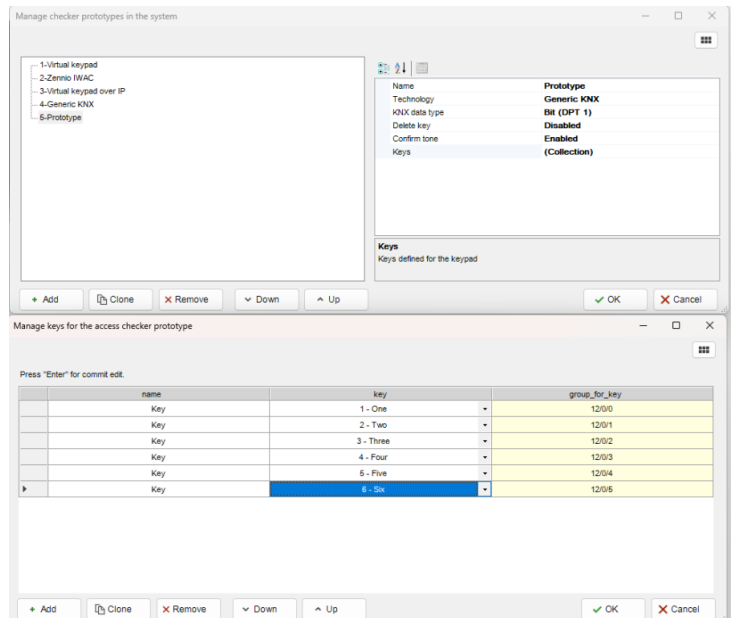 Manage checker prototypes in the system
1-Virtual keypad
2-Zennio IWAC
3-Virtual keypad over IP
4-Generic KNX
5-Prototype
Name Prototype
Technology Generic KNX
KNX data type Bit (DPT 1)
Delete key Disabled
Confirm tone Enabled
Keys (Collection)
Keys
Keys defined for the keypad
+ Add Clone Remove Down Up OK Cancel
Manage keys for the access checker prototype
Press "Enter" for commit edit.
name key group_for_key
Key 1 - One 12/0/0
Key 2 - Two 12/0/1
Key 3 - Three 12/0/2
Key 4 - Four 12/0/3
Key 5 - Five 12/0/4
Key 6 - Six 12/0/5
+ Add Clone Remove Down Up OK Cancel